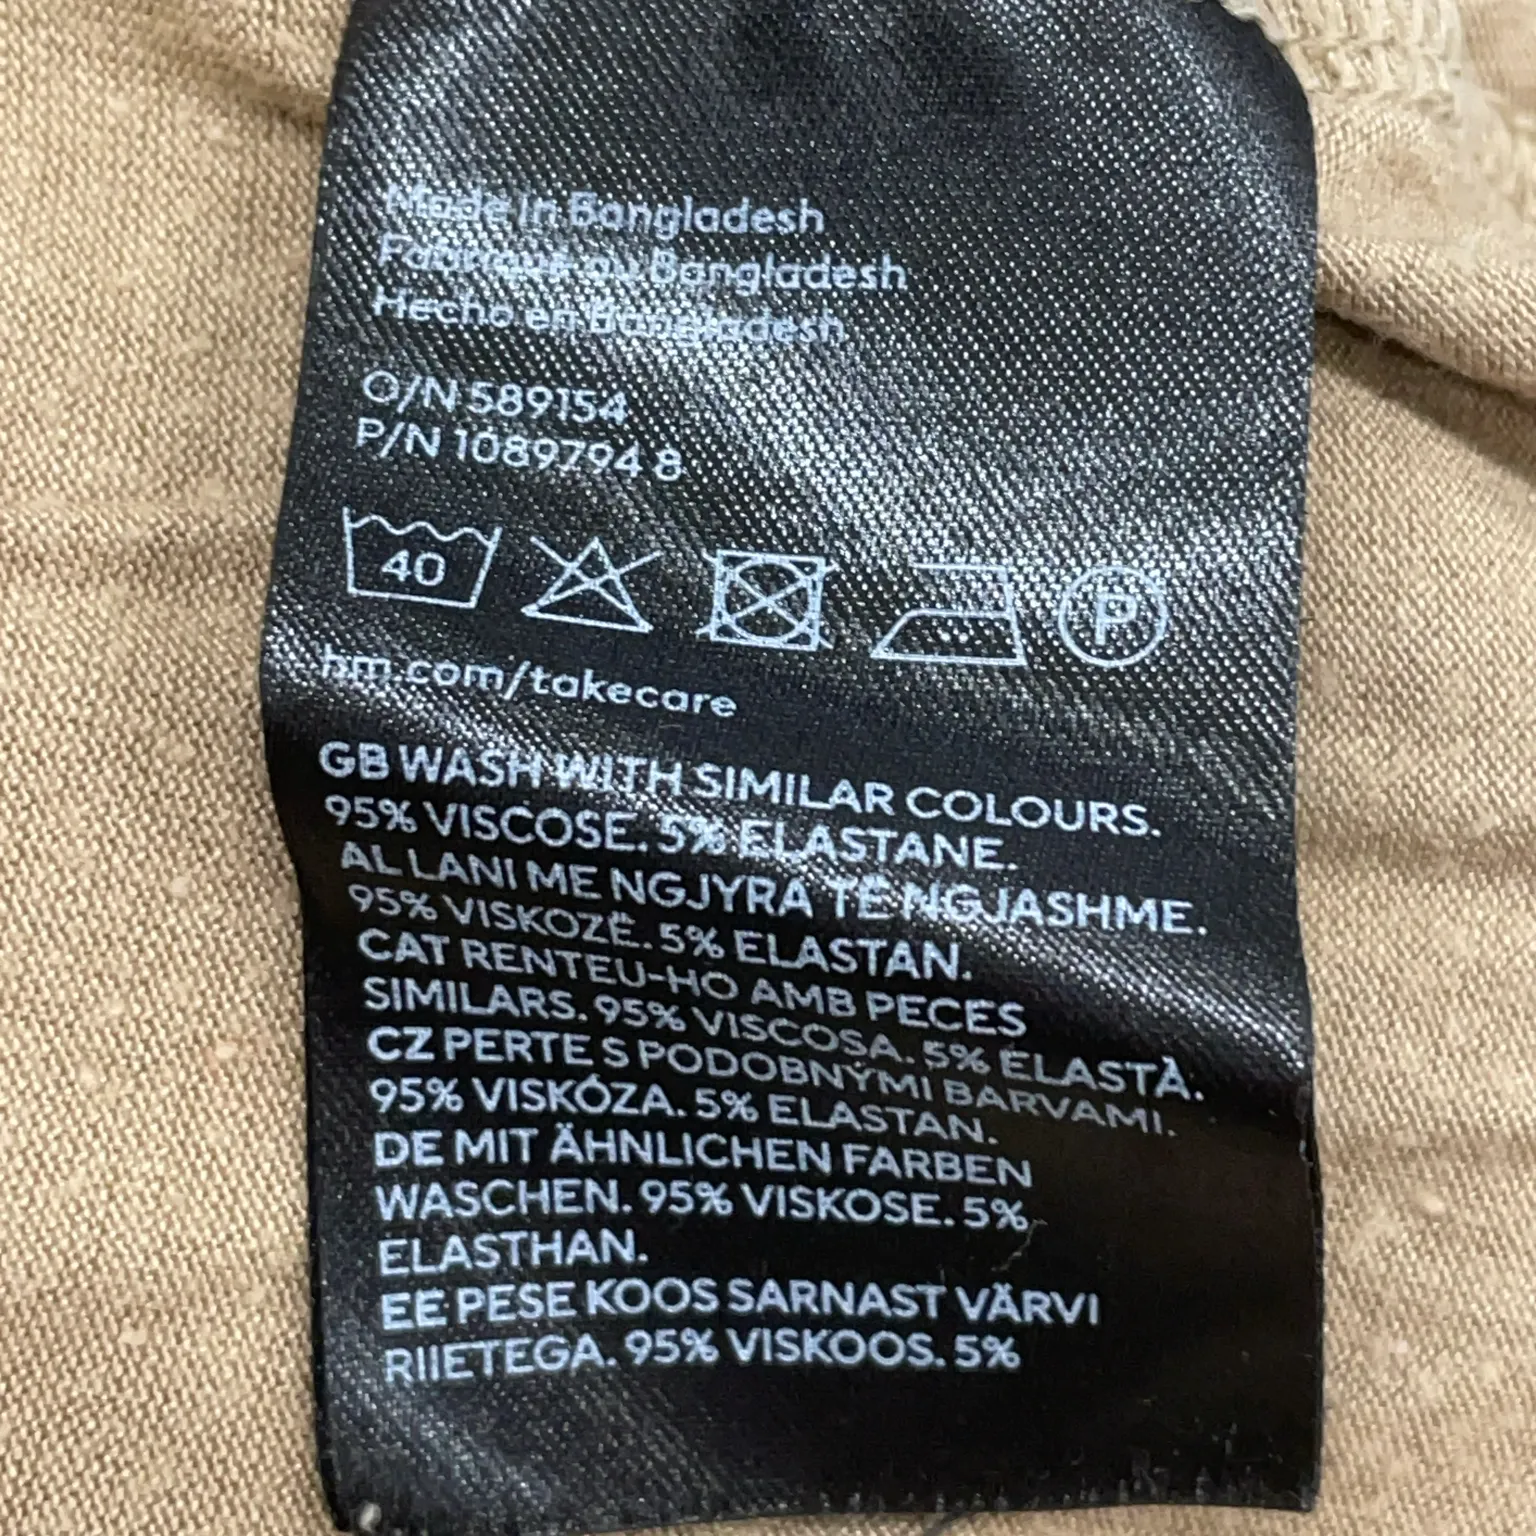 Made in Bangladesh
Fabriqué au Bangladesh
Hecho en Bangladesh
O/N 589154
P/N 1089794 8
40
P
hm.com/takecare
GB WASH WITH SIMILAR COLOURS.
95% VISCOSE. 5% ELASTANE.
AL LANI ME NGJYRA TË NGJASHME.
95% VISKOZË. 5% ELASTAN.
CAT RENTEU-HO AMB PECES
SIMILARS. 95% VISCOSA. 5% ELASTÀ.
CZ PERTE S PODOBNÝMI BARVAMI.
95% VISKÓZA. 5% ELASTAN.
DE MIT ÄHNLICHEN FARBEN
WASCHEN. 95% VISKOSE. 5%
ELASTHAN.
EE PESE KOOS SARNAST VÄRVI
RIIETEGA. 95% VISKOOS. 5%